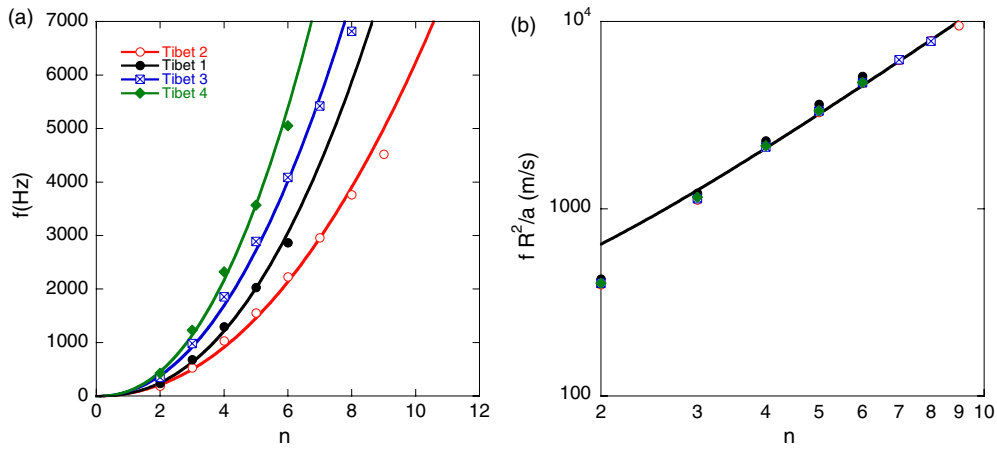 (a)
7000
6000
5000
4000
3000
2000
1000
0
f(Hz)
Tibet 2
Tibet 1
Tibet 3
Tibet 4
0 2 4 6 8 10 12
n
(b)
10^4
1000
100
f R^2/a (m/s)
2 3 4 5 6 7 8 9 10
n